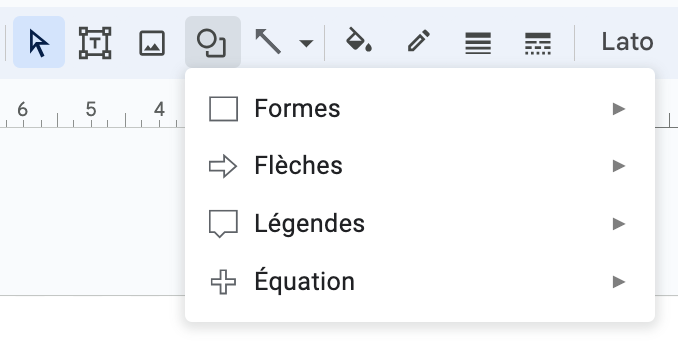 Lato
6 5 4
Formes
Flèches
Légendes
Équation